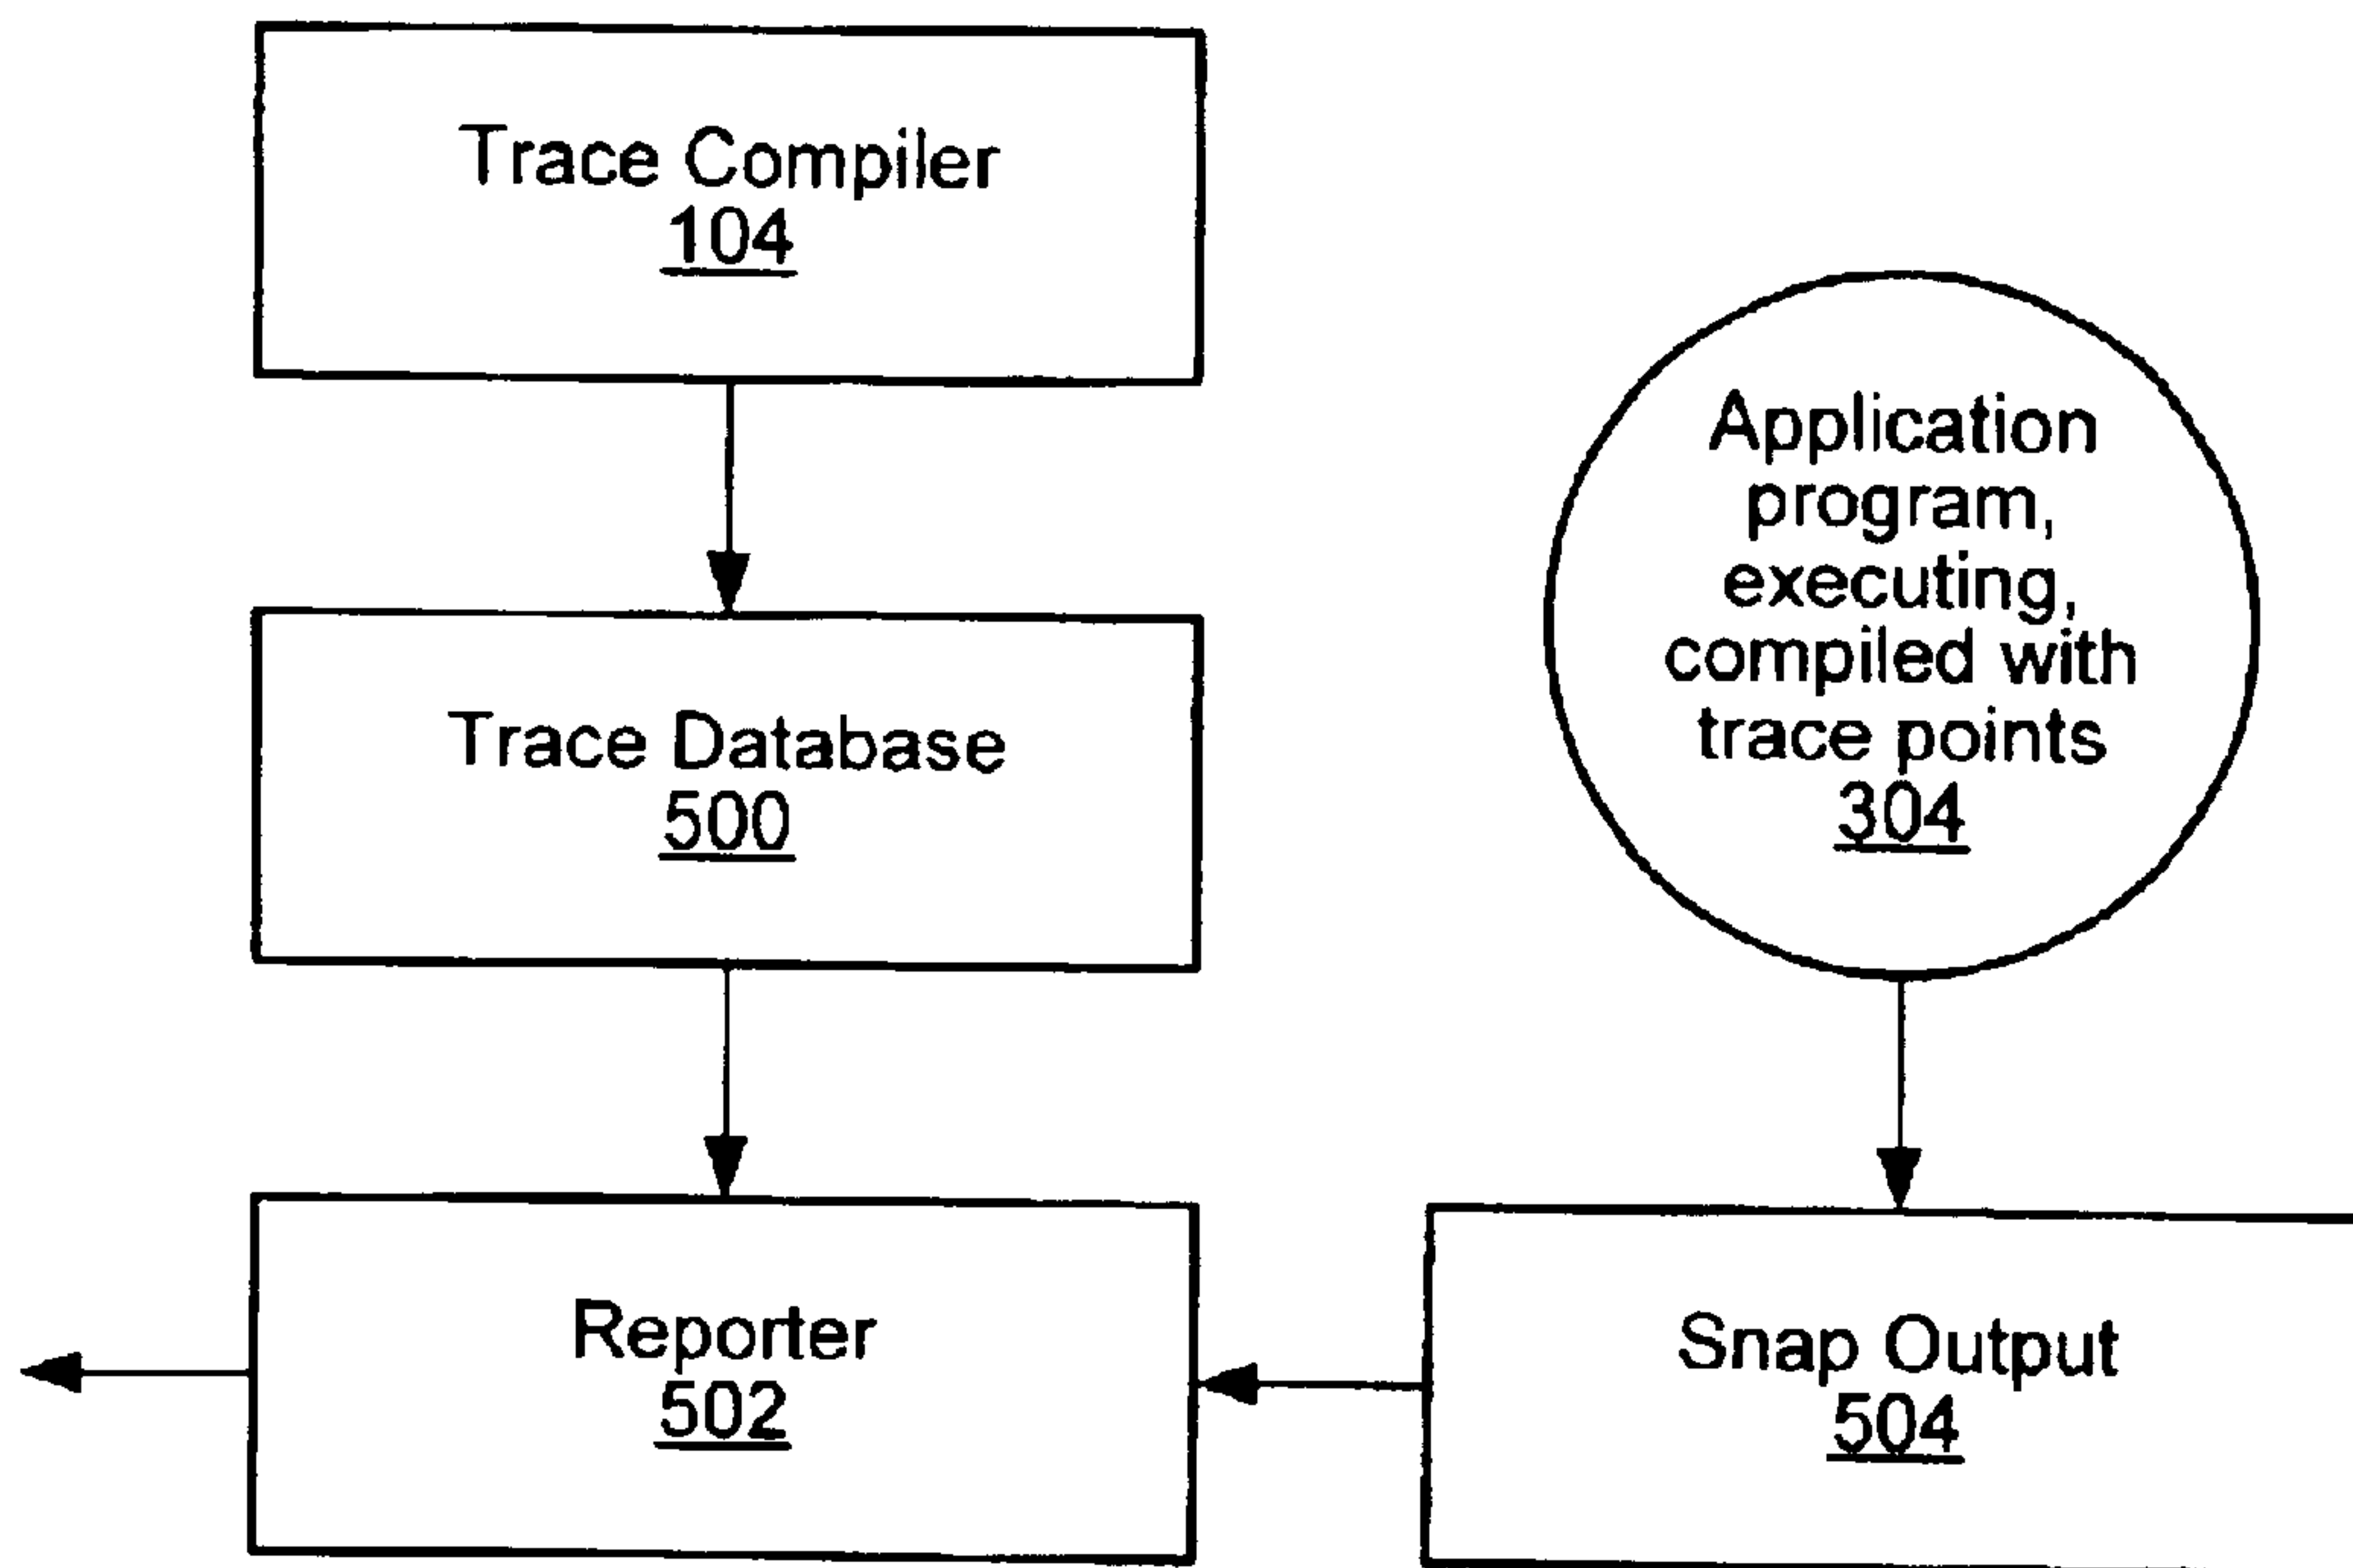 Trace Compiler
104
Application
program,
executing,
compiled with
trace points
304
Trace Database
500
Reporter
502
Snap Output
504